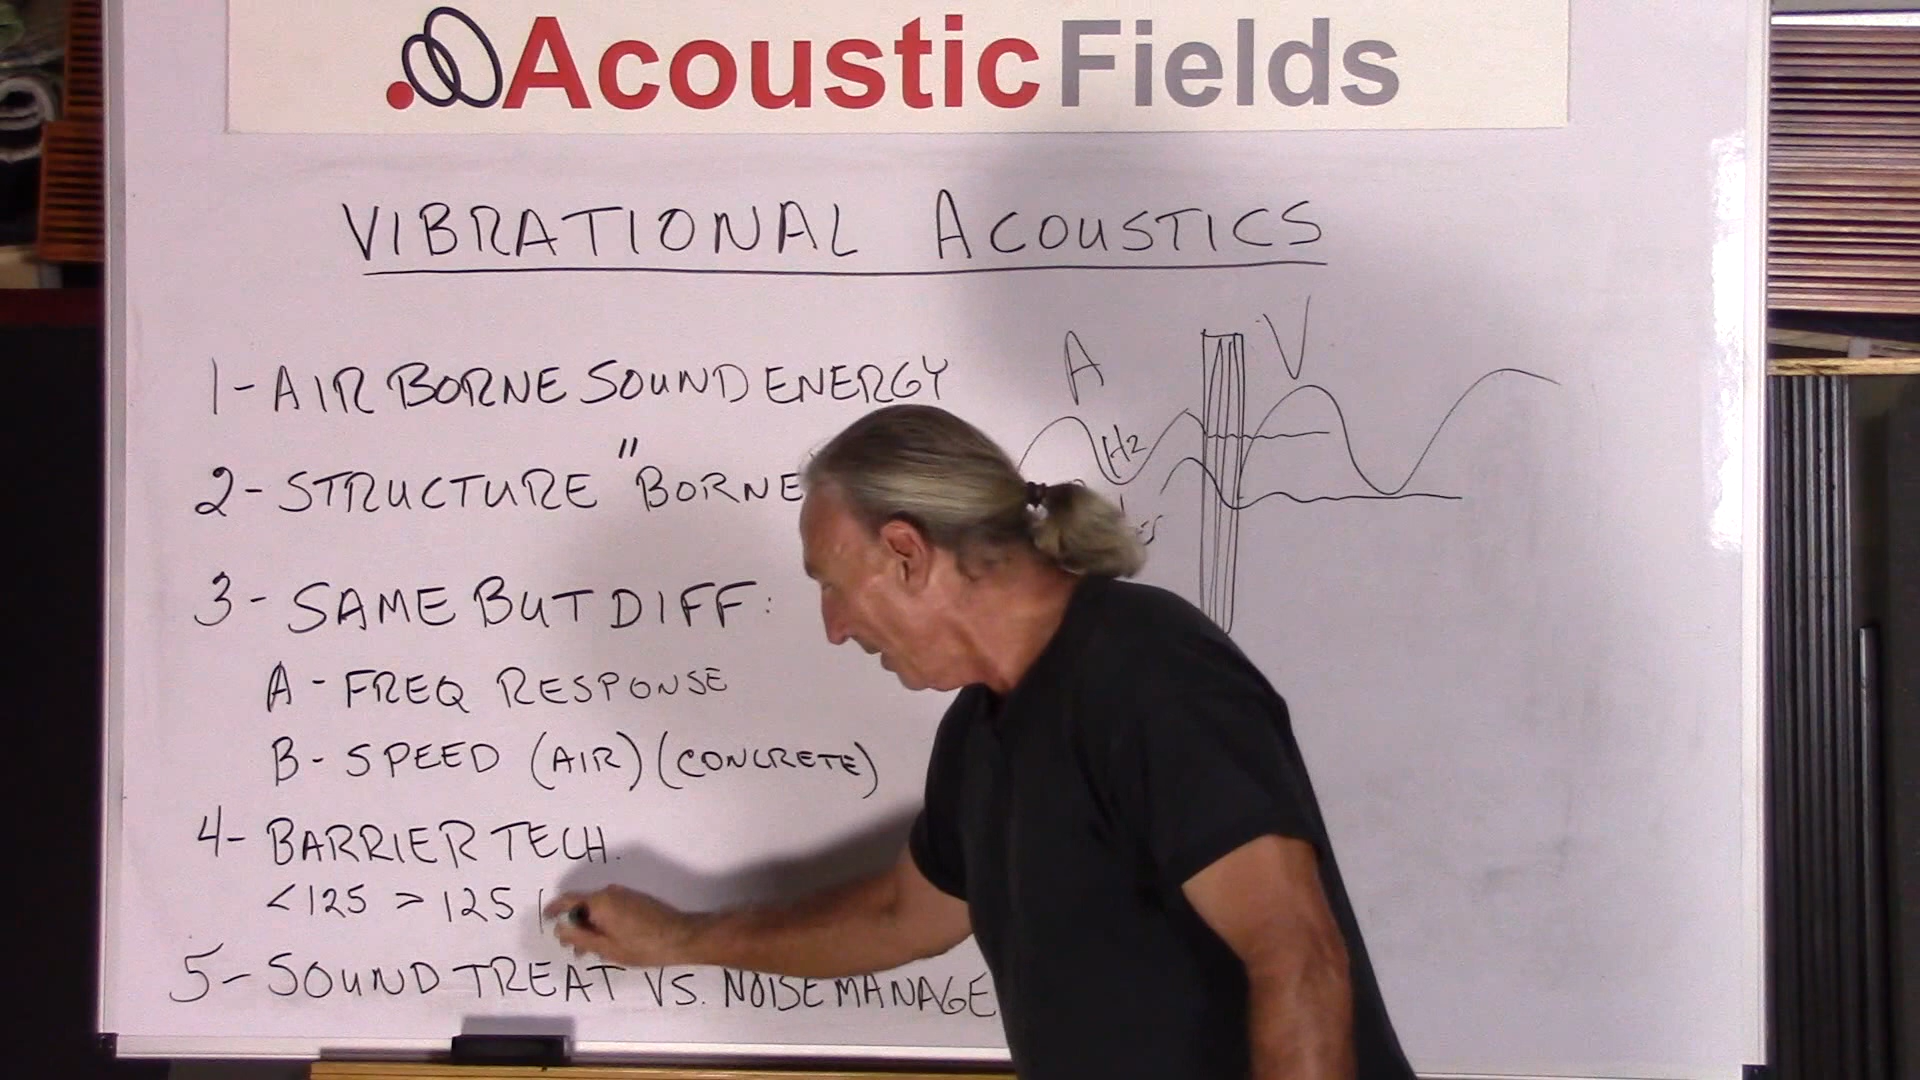 AcousticFields
VIBRATIONAL ACOUSTICS
1 - AIR BORNE SOUND ENERGY
2 - STRUCTURE "BORNE"
3 - SAME BUT DIFF:
A - FREQ RESPONSE
B - SPEED (AIR) (CONCRETE)
4 - BARRIER TECH.
< 125 > 125
5 - SOUND TREAT VS. NOISE MANAGE
A
V
Hz